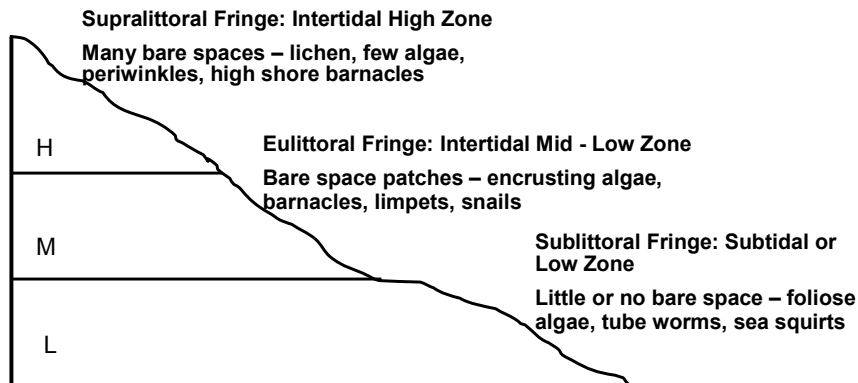 Supralittoral Fringe: Intertidal High Zone
Many bare spaces – lichen, few algae,
periwinkles, high shore barnacles
H
Eulittoral Fringe: Intertidal Mid - Low Zone
Bare space patches – encrusting algae,
barnacles, limpets, snails
M
Sublittoral Fringe: Subtidal or
Low Zone
Little or no bare space – foliose
algae, tube worms, sea squirts
L